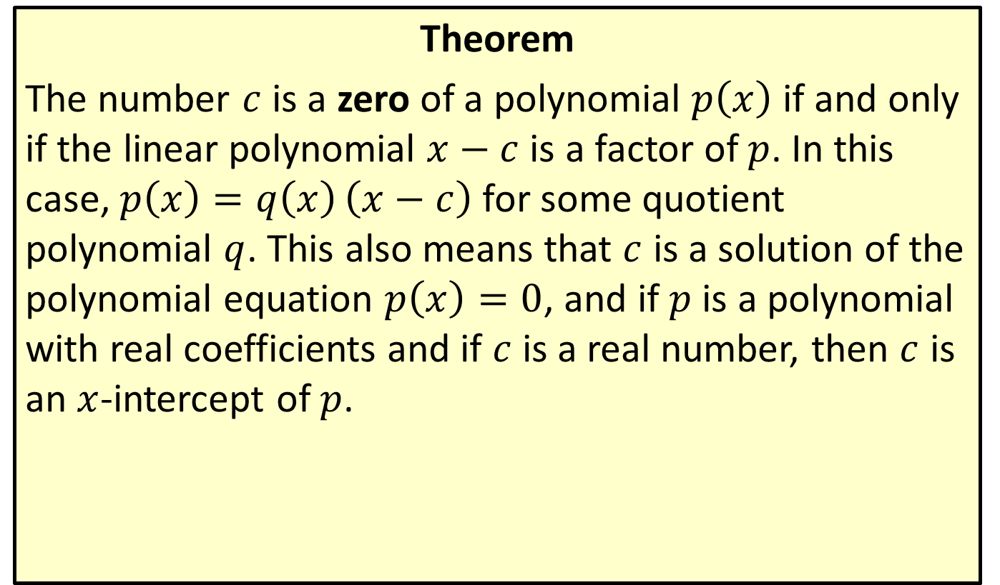 Theorem
The number 𝑐 is a zero of a polynomial 𝑝(𝑥) if and only
if the linear polynomial 𝑥 − 𝑐 is a factor of 𝑝. In this
case, 𝑝(𝑥) = 𝑞(𝑥) (𝑥 − 𝑐) for some quotient
polynomial 𝑞. This also means that 𝑐 is a solution of the
polynomial equation 𝑝(𝑥) = 0, and if 𝑝 is a polynomial
with real coefficients and if 𝑐 is a real number, then 𝑐 is
an 𝑥-intercept of 𝑝.